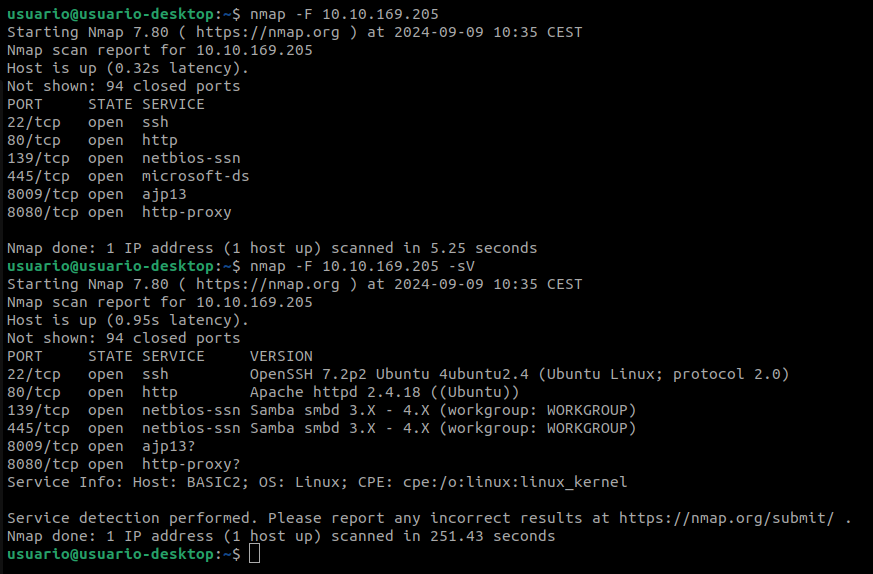 usuario@usuario-desktop:~$ nmap -F 10.10.169.205
Starting Nmap 7.80 ( https://nmap.org ) at 2024-09-09 10:35 CEST
Nmap scan report for 10.10.169.205
Host is up (0.32s latency).
Not shown: 94 closed ports
PORT     STATE SERVICE
22/tcp   open  ssh
80/tcp   open  http
139/tcp  open  netbios-ssn
445/tcp  open  microsoft-ds
8009/tcp open  ajp13
8080/tcp open  http-proxy

Nmap done: 1 IP address (1 host up) scanned in 5.25 seconds
usuario@usuario-desktop:~$ nmap -F 10.10.169.205 -sV
Starting Nmap 7.80 ( https://nmap.org ) at 2024-09-09 10:35 CEST
Nmap scan report for 10.10.169.205
Host is up (0.95s latency).
Not shown: 94 closed ports
PORT     STATE SERVICE     VERSION
22/tcp   open  ssh         OpenSSH 7.2p2 Ubuntu 4ubuntu2.4 (Ubuntu Linux; protocol 2.0)
80/tcp   open  http        Apache httpd 2.4.18 ((Ubuntu))
139/tcp  open  netbios-ssn Samba smbd 3.X - 4.X (workgroup: WORKGROUP)
445/tcp  open  netbios-ssn Samba smbd 3.X - 4.X (workgroup: WORKGROUP)
8009/tcp open  ajp13?
8080/tcp open  http-proxy?
Service Info: Host: BASIC2; OS: Linux; CPE: cpe:/o:linux:linux_kernel

Service detection performed. Please report any incorrect results at https://nmap.org/submit/ .
Nmap done: 1 IP address (1 host up) scanned in 251.43 seconds
usuario@usuario-desktop:~$